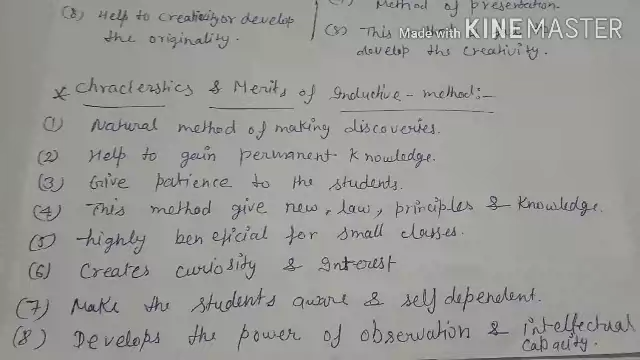 (8) Help to creativity or develop
the originality.
Method of presentation
(8) This
develop the creativity.
Made with KINEMASTER
* Chracterstics & Merits of Inductive - method:-
(1) Natural method of making discoveries.
(2) Help to gain permanent knowledge.
(3) Give patience to the students.
(4) This method give new, law, principles & knowledge.
(5) highly beneficial for small classes.
(6) Creates curiosity & Interest
(7) Make the students aware & self dependent.
(8) Develops the power of observation & intellectual
capacity.